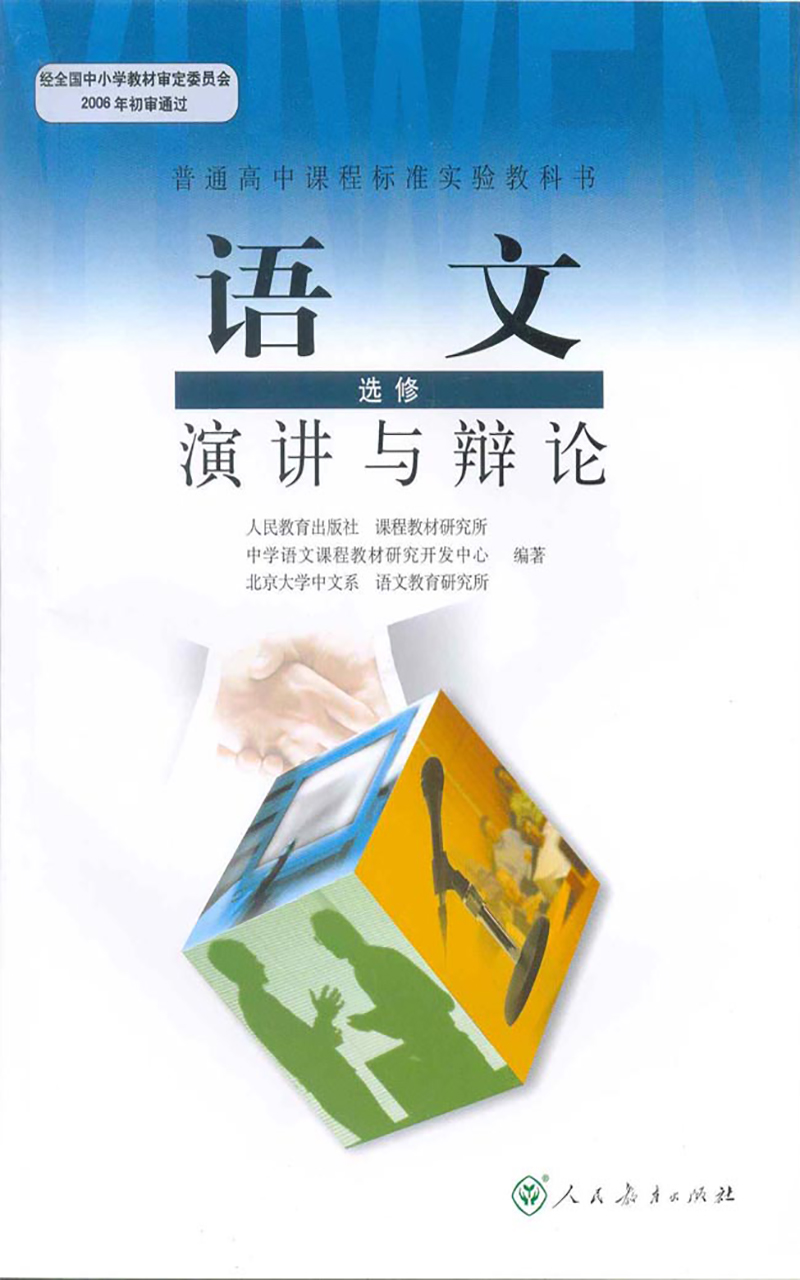 YUWEN
经全国中小学教材审定委员会
2006年初审通过
普通高中课程标准实验教科书
语文
选修
演讲与辩论
人民教育出版社 课程教材研究所
中学语文课程教材研究开发中心 编著
北京大学中文系 语文教育研究所
人民教育出版社